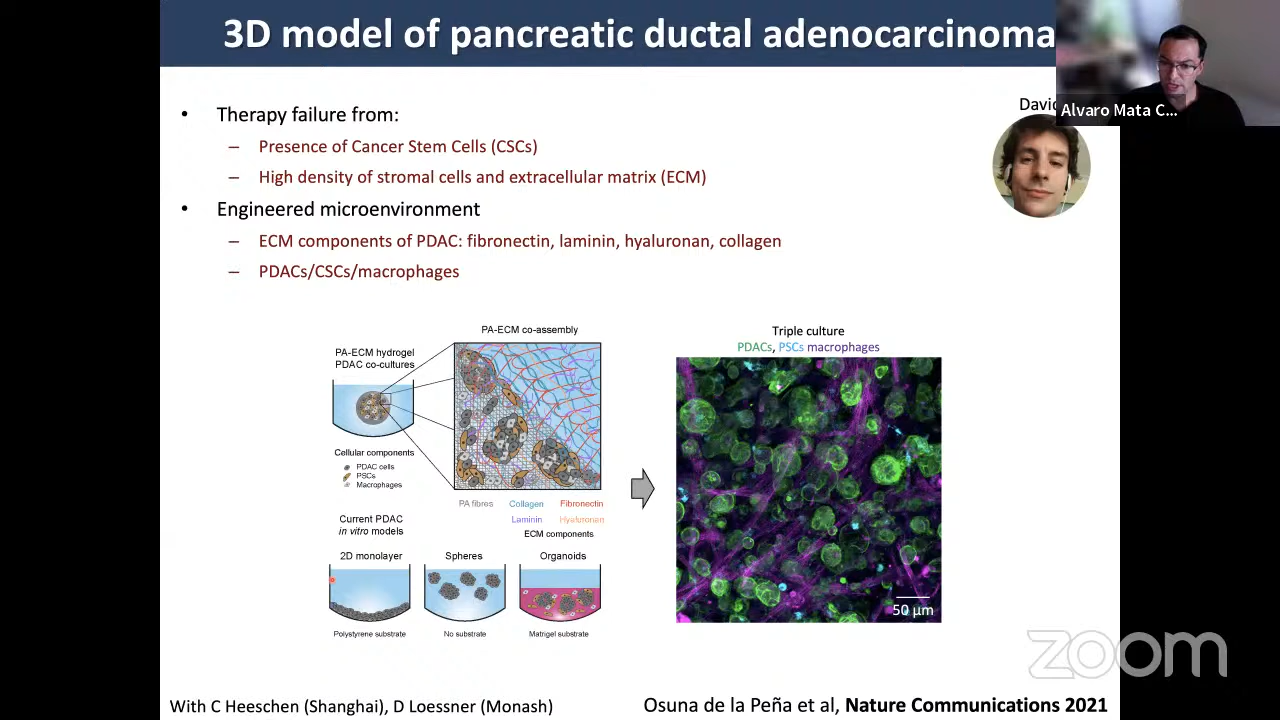 3D model of pancreatic ductal adenocarcinoma
David
Alvaro Mata C...
• Therapy failure from:
– Presence of Cancer Stem Cells (CSCs)
– High density of stromal cells and extracellular matrix (ECM)
• Engineered microenvironment
– ECM components of PDAC: fibronectin, laminin, hyaluronan, collagen
– PDACs/CSCs/macrophages
PA-ECM co-assembly
PA-ECM hydrogel
PDAC co-cultures
Cellular components
PDAC cells
PSCs
Macrophages
PA fibres Collagen Fibronectin
Laminin Hyaluronan
ECM components
Current PDAC
in vitro models
2D monolayer Spheres Organoids
Polystyrene substrate No substrate Matrigel substrate
Triple culture
PDACs, PSCs macrophages
50 µm
zoom
With C Heeschen (Shanghai), D Loessner (Monash)
Osuna de la Peña et al, Nature Communications 2021